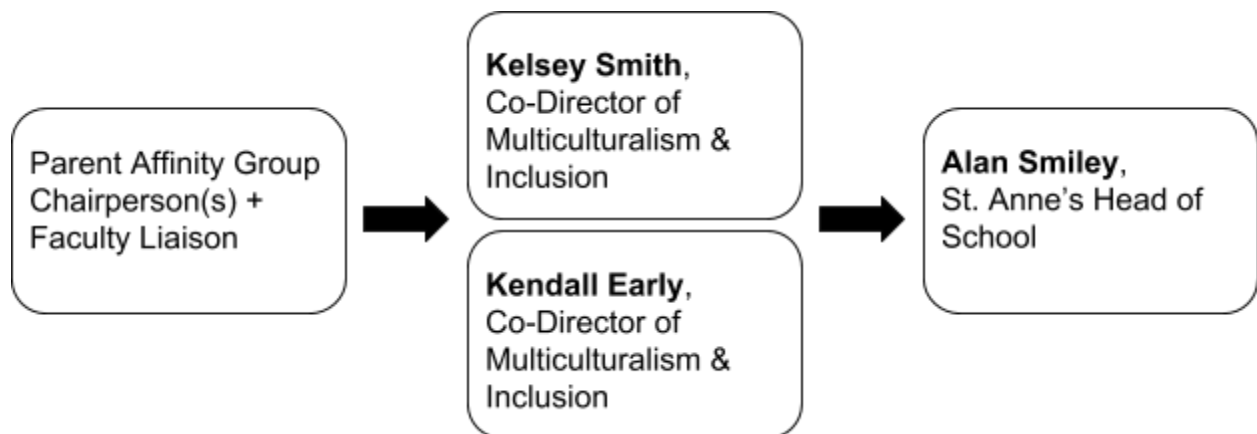 Parent Affinity Group
Chairperson(s) +
Faculty Liaison
Kelsey Smith,
Co-Director of
Multiculturalism &
Inclusion
Kendall Early,
Co-Director of
Multiculturalism &
Inclusion
Alan Smiley,
St. Anne's Head of
School